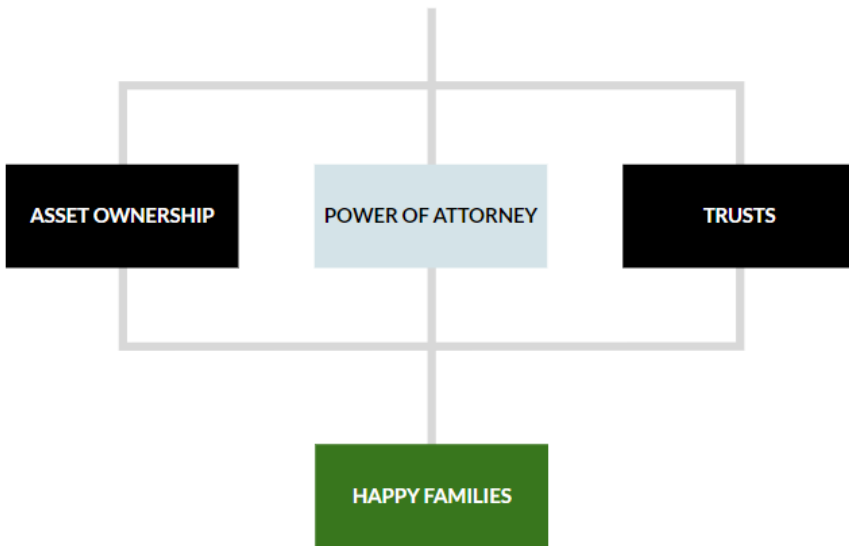 ASSET OWNERSHIP
POWER OF ATTORNEY
TRUSTS
HAPPY FAMILIES